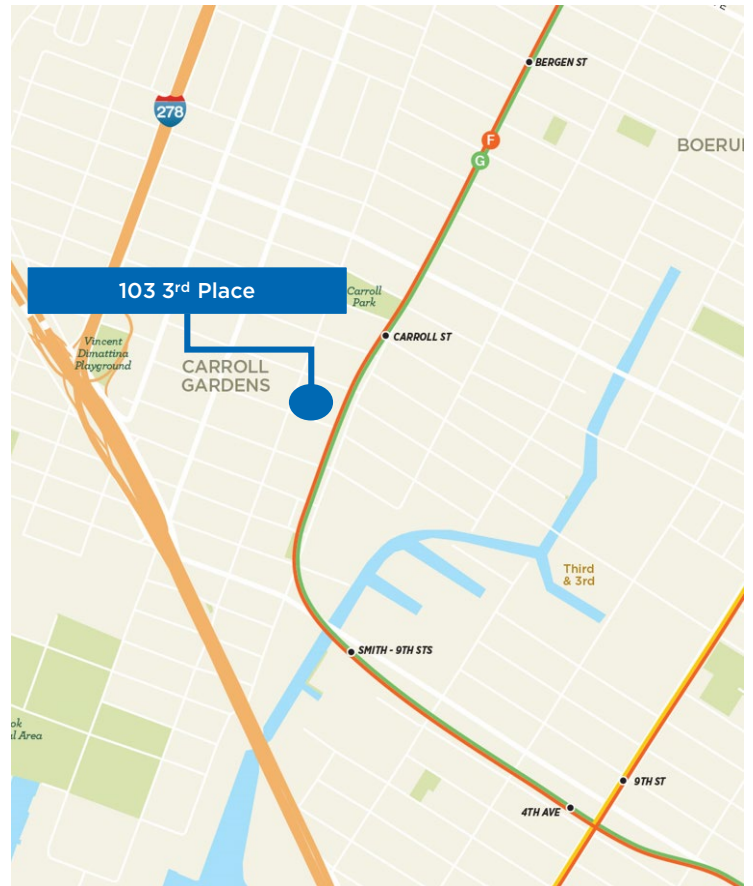 BERGEN ST
278
F
G
BOERU
103 3rd Place
Carroll
Park
CARROLL ST
Vincent
Dimattina
Playground
CARROLL
GARDENS
Third
& 3rd
SMITH - 9TH STS
ok
l Area
9TH ST
4TH AVE